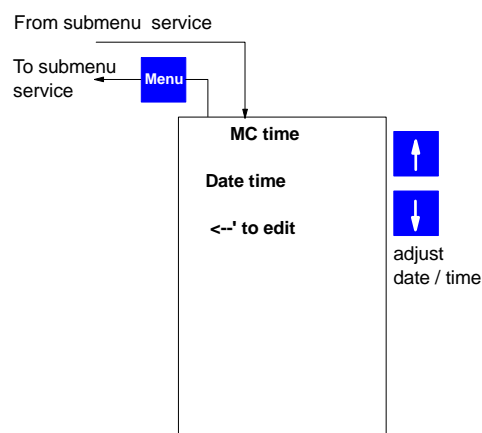 From submenu service
To submenu
service
Menu
MC time
Date time
<--' to edit
adjust
date / time